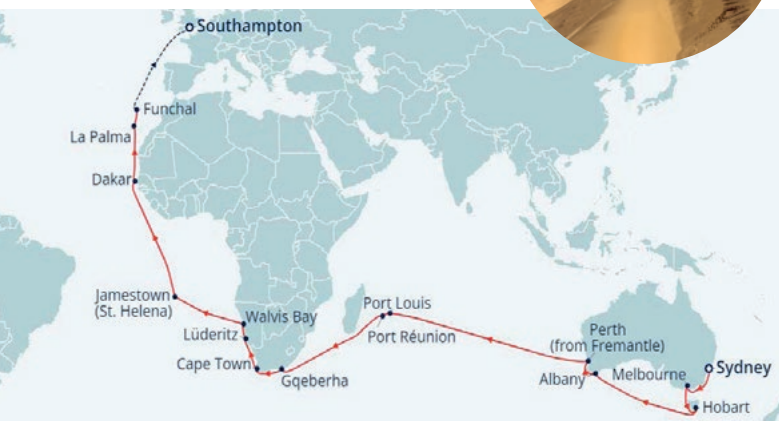 Southampton
Funchal
La Palma
Dakar
Jamestown
(St. Helena)
Walvis Bay
Lüderitz
Cape Town
Gqeberha
Port Louis
Port Réunion
Perth
(from Fremantle)
Albany
Melbourne
Sydney
Hobart